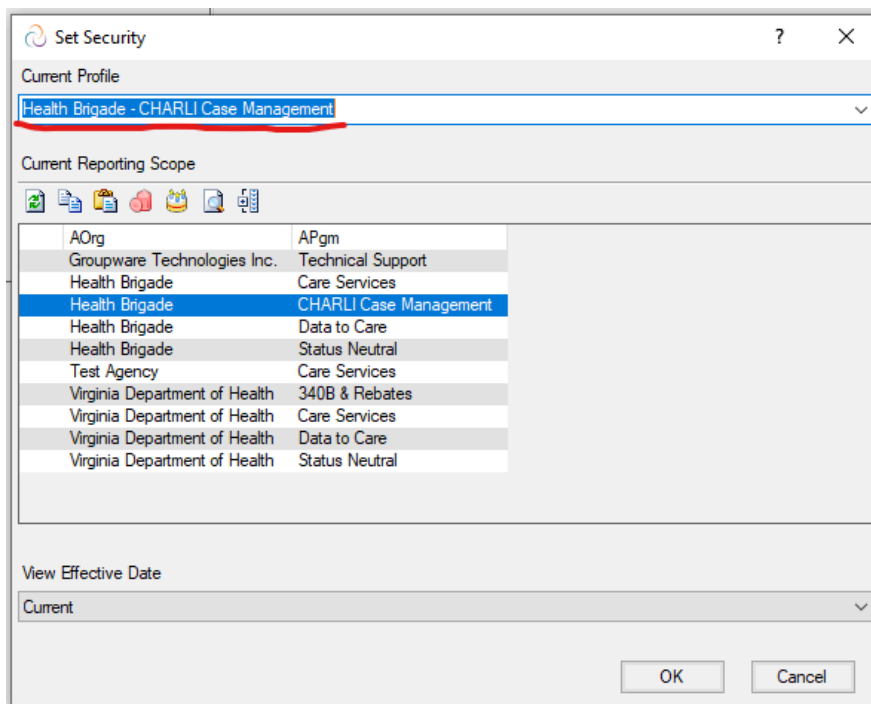 Set Security
?
Current Profile
Health Brigade - CHARLI Case Management
Current Reporting Scope
AOrg APgm
Groupware Technologies Inc. Technical Support
Health Brigade Care Services
Health Brigade CHARLI Case Management
Health Brigade Data to Care
Health Brigade Status Neutral
Test Agency Care Services
Virginia Department of Health 340B & Rebates
Virginia Department of Health Care Services
Virginia Department of Health Data to Care
Virginia Department of Health Status Neutral
View Effective Date
Current
OK Cancel